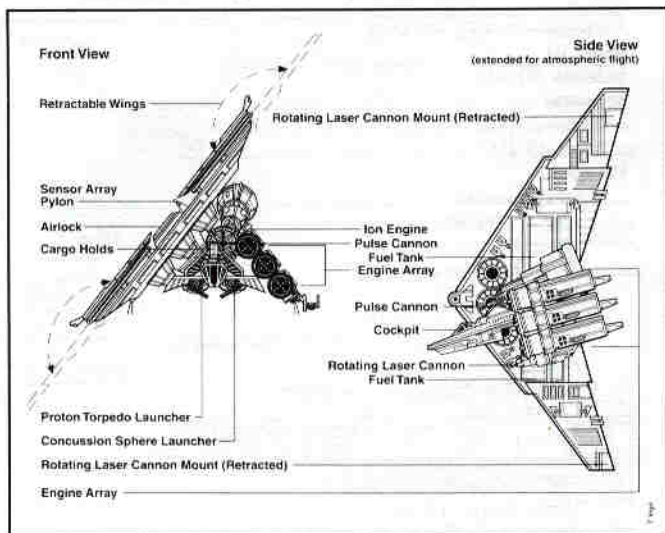 Front View
Side View
(extended for atmospheric flight)
Retractable Wings
Rotating Laser Cannon Mount (Retracted)
Sensor Array
Pylon
Airlock
Cargo Holds
Ion Engine
Pulse Cannon
Fuel Tank
Engine Array
Pulse Cannon
Cockpit
Rotating Laser Cannon
Fuel Tank
Proton Torpedo Launcher
Concussion Sphere Launcher
Rotating Laser Cannon Mount (Retracted)
Engine Array